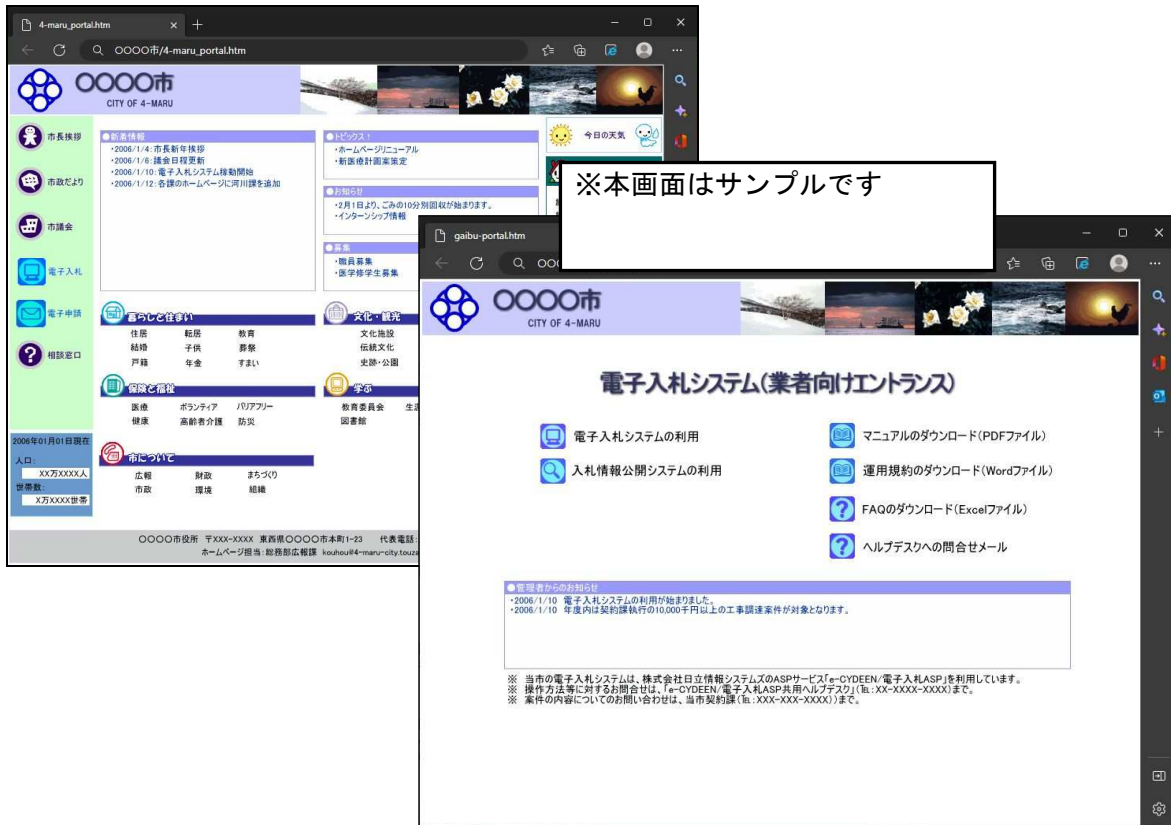 4-maru_portal.htm
〇〇〇〇市/4-maru_portal.htm
〇〇〇〇市
CITY OF 4-MARU
市長挨拶
市政だより
市議会
電子入札
電子申請
相談窓口
2006年01月01日現在
人口:
XX万XXXX人
世帯数:
X万XXXX世帯
●新着情報
・2006/1/4:市長新年挨拶
・2006/1/6:議会日程更新
・2006/1/10:電子入札システム稼動開始
・2006/1/12:各課のホームページに河川課を追加
●トピックス!
・ホームページリニューアル
・新医療計画案策定
●お知らせ
・2月1日より、ごみの10分別回収が始まります。
・インターンシップ情報
●募集
・職員募集
・医学修学生募集
今日の天気
暮らしと住まい
住居 転居 教育
結婚 子供 葬祭
戸籍 年金 すまい
文化・観光
文化施設
伝統文化
史跡・公園
保険と福祉
医療 ボランティア バリアフリー
健康 高齢者介護 防災
学ぶ
教育委員会 生涯
図書館
市について
広報 財政 まちづくり
市政 環境 組織
〇〇〇〇市役所 〒XXX-XXXX 東西県〇〇〇〇市本町1-23 代表電話:
ホームページ担当:総務部広報課 kouhou@4-maru-city.touza
※本画面はサンプルです
gaibu-portal.htm
〇〇〇〇市
CITY OF 4-MARU
電子入札システム(業者向けエントランス)
電子入札システムの利用
入札情報公開システムの利用
マニュアルのダウンロード(PDFファイル)
運用規約のダウンロード(Wordファイル)
FAQのダウンロード(Excelファイル)
ヘルプデスクへの問合せメール
●管理者からのお知らせ
・2006/1/10 電子入札システムの利用が始まりました。
・2006/1/10 年度内は契約課執行の10,000千円以上の工事調達案件が対象となります。
※ 当市の電子入札システムは、株式会社日立情報システムズのASPサービス「e-CYDEEN/電子入札ASP」を利用しています。
※ 操作方法等に対するお問合せは、「e-CYDEEN/電子入札ASP共用ヘルプデスク」(℡:XX-XXXX-XXXX)まで。
※ 案件の内容についてのお問い合わせは、当市契約課(℡:XXX-XXX-XXXX))まで。